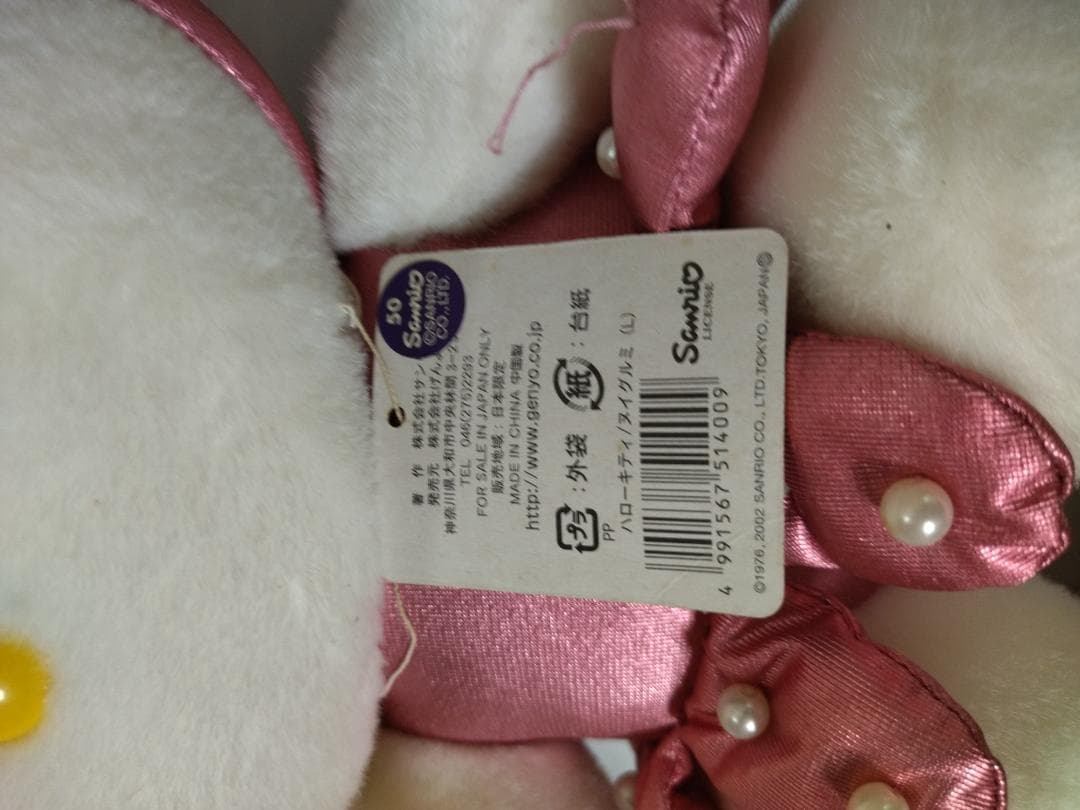 50
Sanrio
©SANRIO
CO.,LTD.
著 作 株式会社サン
発売元 株式会社げん
神奈川県大和市中央林間 3-2
TEL 046(275)2293
FOR SALE IN JAPAN ONLY
販売地域:日本限定
MADE IN CHINA 中国製
http://www.genyo.co.jp
プラ :外袋 紙 :台紙
PP
ハローキティ/ヌイグルミ (L)
4 991567 514009
Sanrio
LICENSE
©1976, 2002 SANRIO CO., LTD.TOKYO, JAPAN©